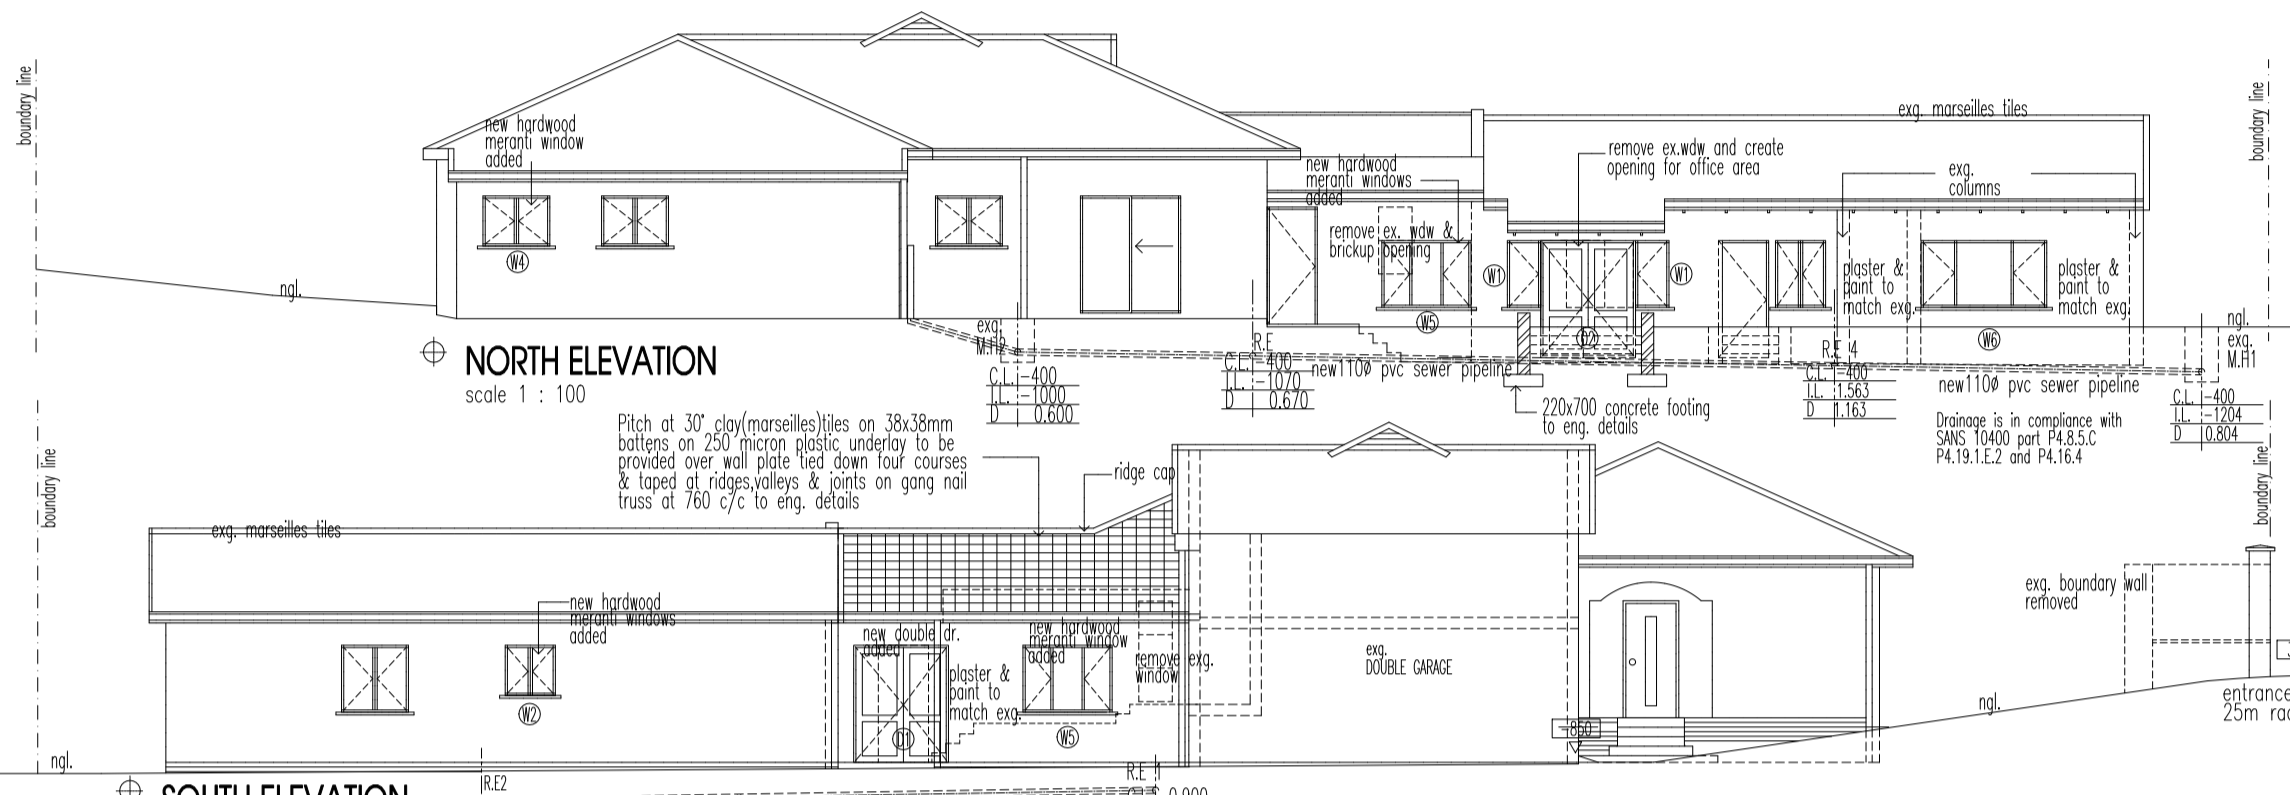 boundary line
boundary line
exg. marseilles tiles
new hardwood
meranti window
added
remove ex.wdw and create
opening for office area
new hardwood
meranti windows
added
exg.
columns
remove ex. wdw &
brickup opening
W4
W1
W1
plaster &
paint to
match exg.
plaster &
paint to
match exg.
ngl.
W5
D2
W6
ngl.
exg.
M.H1
exg.
M.H2
NORTH ELEVATION
scale 1 : 100
C.L. -400
I.L. -1000
D 0.600
R.E
C.L. -400
I.L. -1070
D 0.670
new110ø pvc sewer pipeline
R.E 4
C.L. -400
I.L. 1.563
D 1.163
new110ø pvc sewer pipeline
C.L. -400
I.L. -1204
D 0.804
220x700 concrete footing
to eng. details
Drainage is in compliance with
SANS 10400 part P4.8.5.C
P4.19.1.E.2 and P4.16.4
Pitch at 30° clay(marseilles)tiles on 38x38mm
battens on 250 micron plastic underlay to be
provided over wall plate tied down four courses
& taped at ridges,valleys & joints on gang nail
truss at 760 c/c to eng. details
ridge cap
boundary line
boundary line
exg. marseilles tiles
new hardwood
meranti windows
added
new double dr.
added
new hardwood
meranti window
added
remove exg.
window
plaster &
paint to
match exg.
exg.
DOUBLE GARAGE
exg. boundary wall
removed
W2
D1
W5
-850
ngl.
entrance
25m
ngl.
R.E2
R.E 1
SOUTH ELEVATION